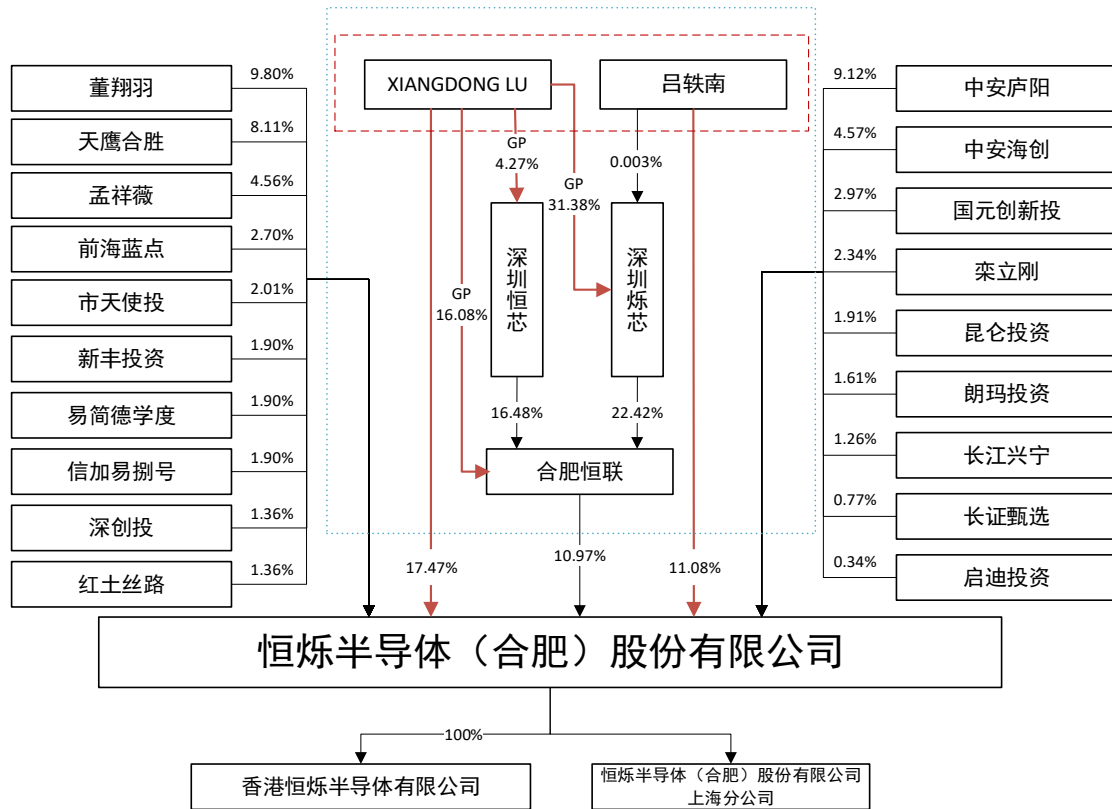 XIANGDONG LU
吕轶南
董翔羽
9.80%
天鹰合胜
8.11%
孟祥薇
4.56%
前海蓝点
2.70%
市天使投
2.01%
新丰投资
1.90%
易简德学度
1.90%
信加易捌号
1.90%
深创投
1.36%
红土丝路
1.36%
GP
4.27%
0.003%
GP
31.38%
GP
16.08%
深圳恒芯
深圳烁芯
16.48%
22.42%
合肥恒联
17.47%
10.97%
11.08%
9.12%
中安庐阳
4.57%
中安海创
2.97%
国元创新投
2.34%
栾立刚
1.91%
昆仑投资
1.61%
朗玛投资
1.26%
长江兴宁
0.77%
长证甄选
0.34%
启迪投资
恒烁半导体（合肥）股份有限公司
100%
香港恒烁半导体有限公司
恒烁半导体（合肥）股份有限公司
上海分公司